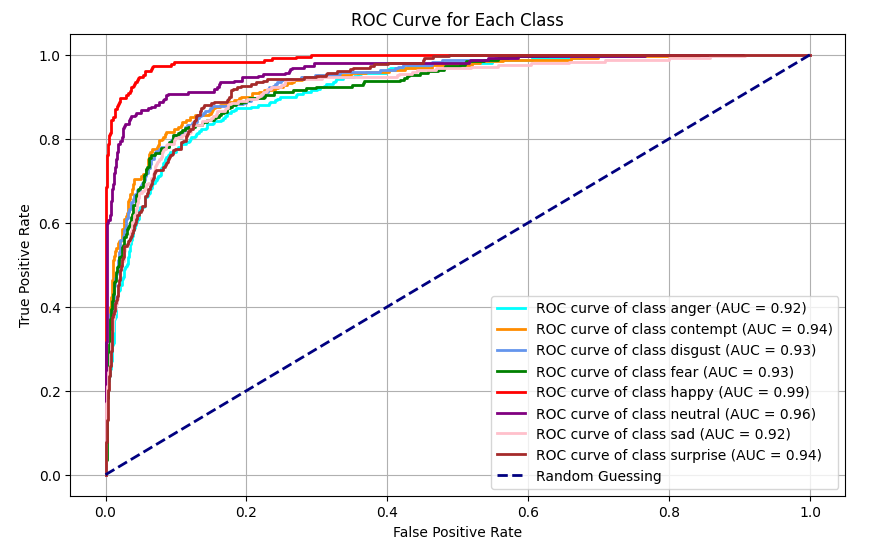 ROC Curve for Each Class
True Positive Rate
1.0
0.8
0.6
0.4
0.2
0.0
ROC curve of class anger (AUC = 0.92)
ROC curve of class contempt (AUC = 0.94)
ROC curve of class disgust (AUC = 0.93)
ROC curve of class fear (AUC = 0.93)
ROC curve of class happy (AUC = 0.99)
ROC curve of class neutral (AUC = 0.96)
ROC curve of class sad (AUC = 0.92)
ROC curve of class surprise (AUC = 0.94)
Random Guessing
0.0 0.2 0.4 0.6 0.8 1.0
False Positive Rate